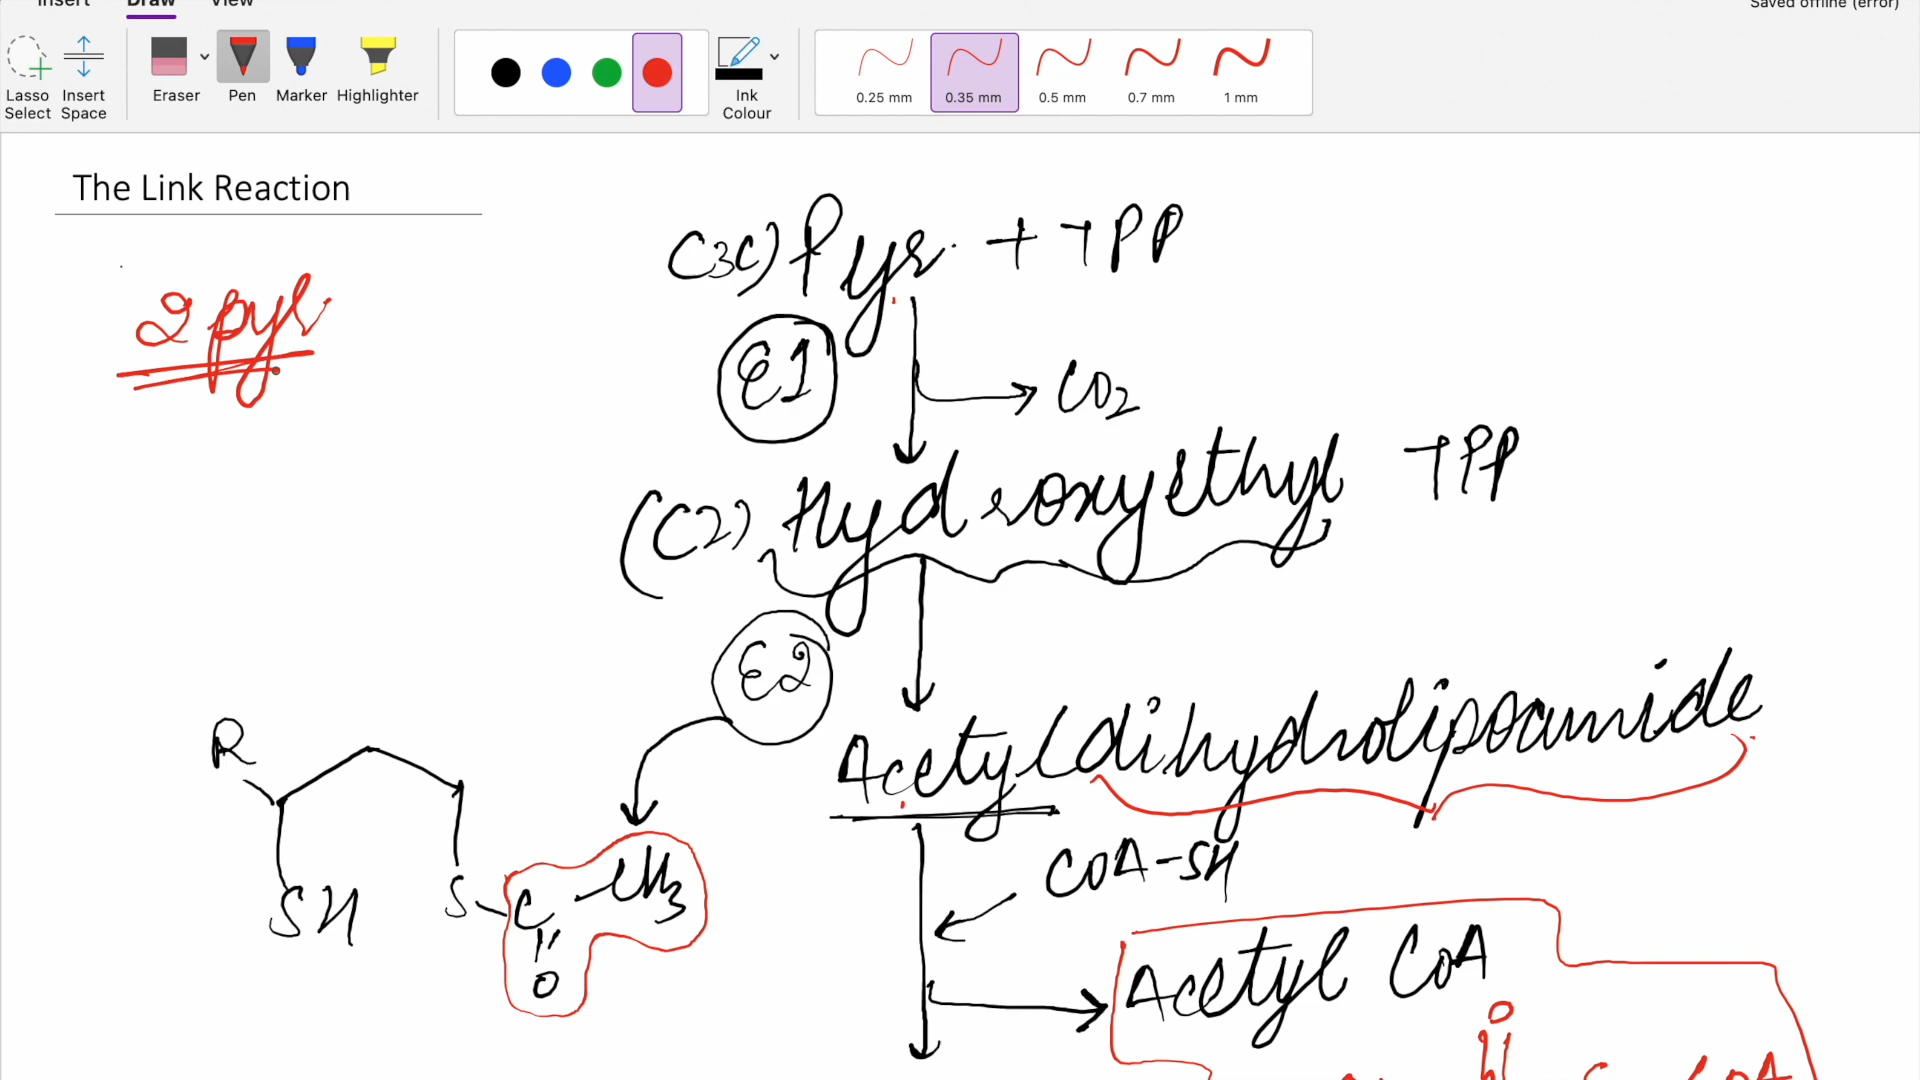 Insert Draw View Saved offline (error)
Lasso Select
Insert Space
Eraser
Pen
Marker
Highlighter
Ink Colour
0.25 mm
0.35 mm
0.5 mm
0.7 mm
1 mm
The Link Reaction
2 pyr
(3C) Pyr. + TPP
E1
CO2
(C2) Hydroxyethyl TPP
E2
Acetyl dihydrolipoamide
R
SH
S - C - CH3
O
COA-SH
Acetyl CoA
O
S CoA